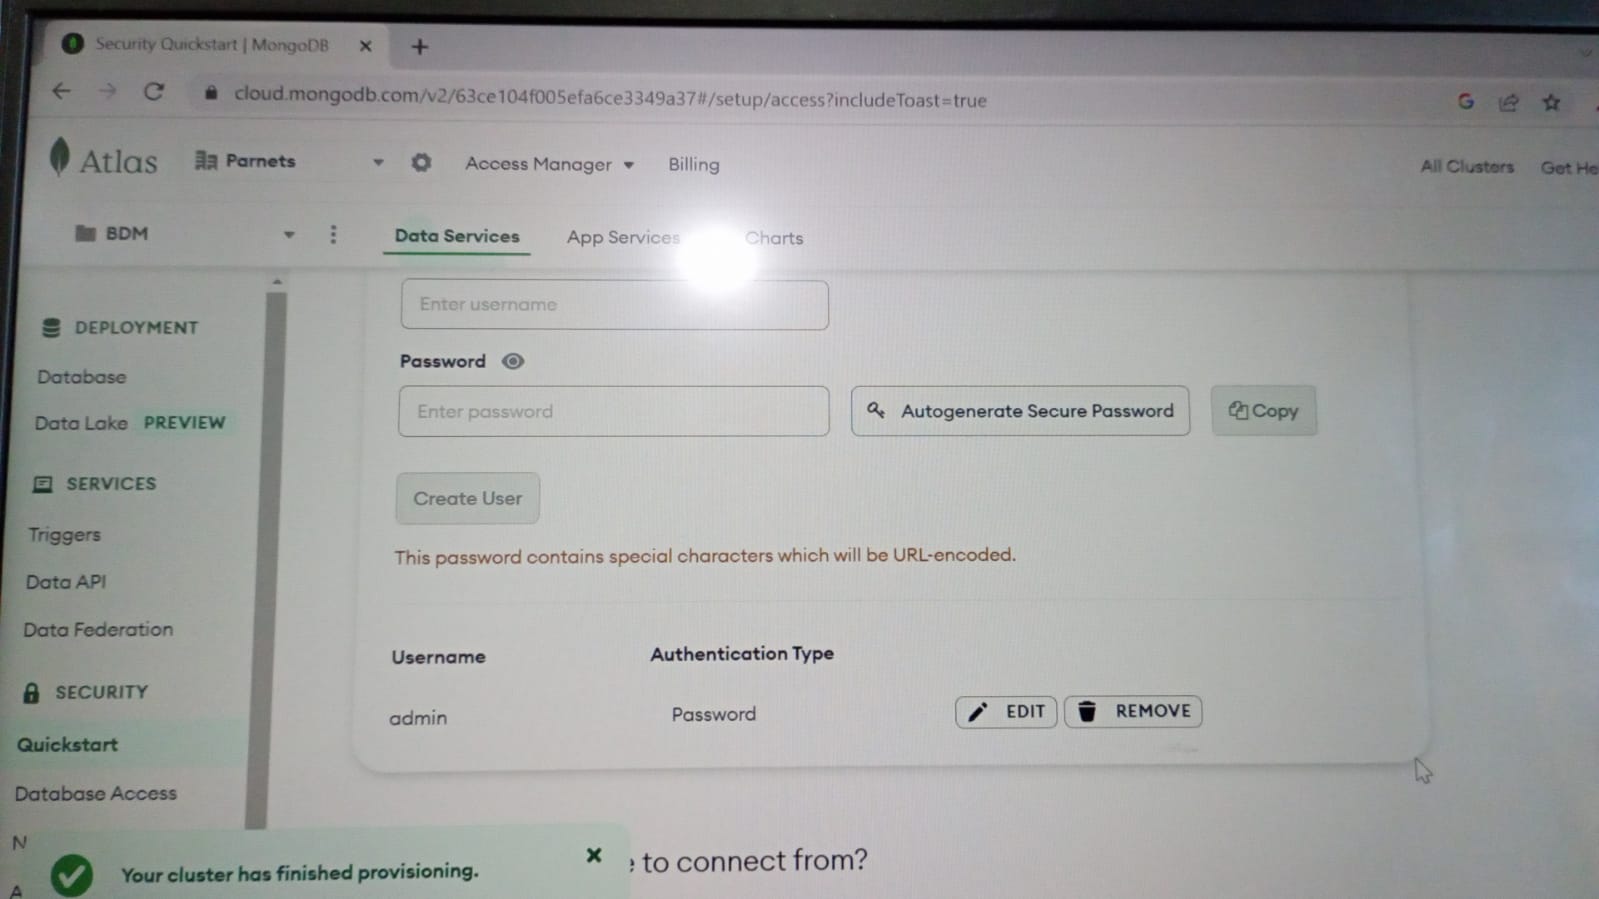 Security Quickstart | MongoDB
cloud.mongodb.com/v2/63ce104f005efa6ce3349a37#/setup/access?includeToast=true
Atlas Parnets Access Manager Billing All Clusters Get He
BDM Data Services App Services Charts
DEPLOYMENT
Database
Data Lake PREVIEW
SERVICES
Triggers
Data API
Data Federation
SECURITY
Quickstart
Database Access
N
A
Enter username
Password
Enter password Autogenerate Secure Password Copy
Create User
This password contains special characters which will be URL-encoded.
Username Authentication Type
admin Password EDIT REMOVE
Your cluster has finished provisioning.
to connect from?